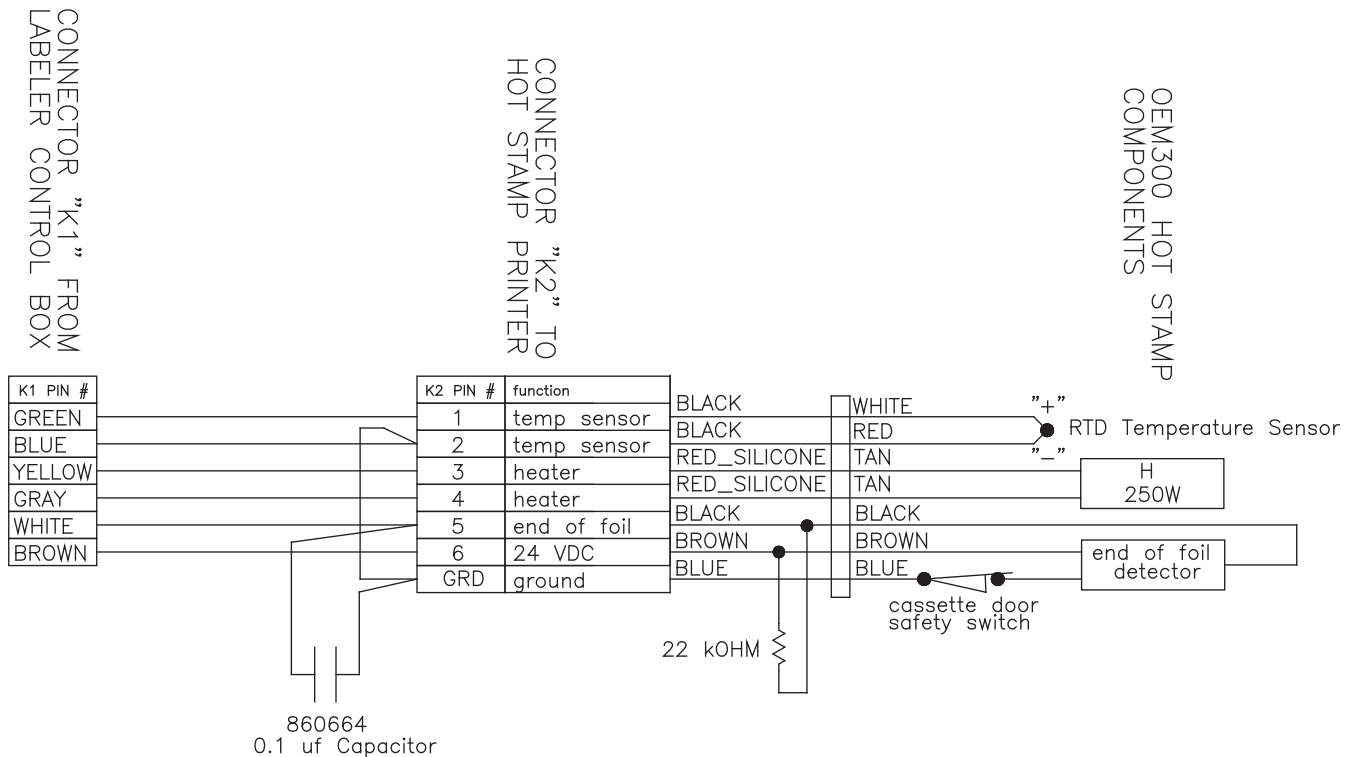 CONNECTOR "K1" FROM
LABELER CONTROL BOX
CONNECTOR "K2" TO
HOT STAMP PRINTER
OEM300 HOT STAMP
COMPONENTS
K1 PIN #
GREEN
BLUE
YELLOW
GRAY
WHITE
BROWN
K2 PIN # function
1 temp sensor
2 temp sensor
3 heater
4 heater
5 end of foil
6 24 VDC
GRD ground
BLACK WHITE "+"
BLACK RED "-"
RED_SILICONE TAN
RED_SILICONE TAN
BLACK BLACK
BROWN BROWN
BLUE BLUE
RTD Temperature Sensor
H
250W
end of foil
detector
cassette door
safety switch
22 kOHM
860664
0.1 uf Capacitor